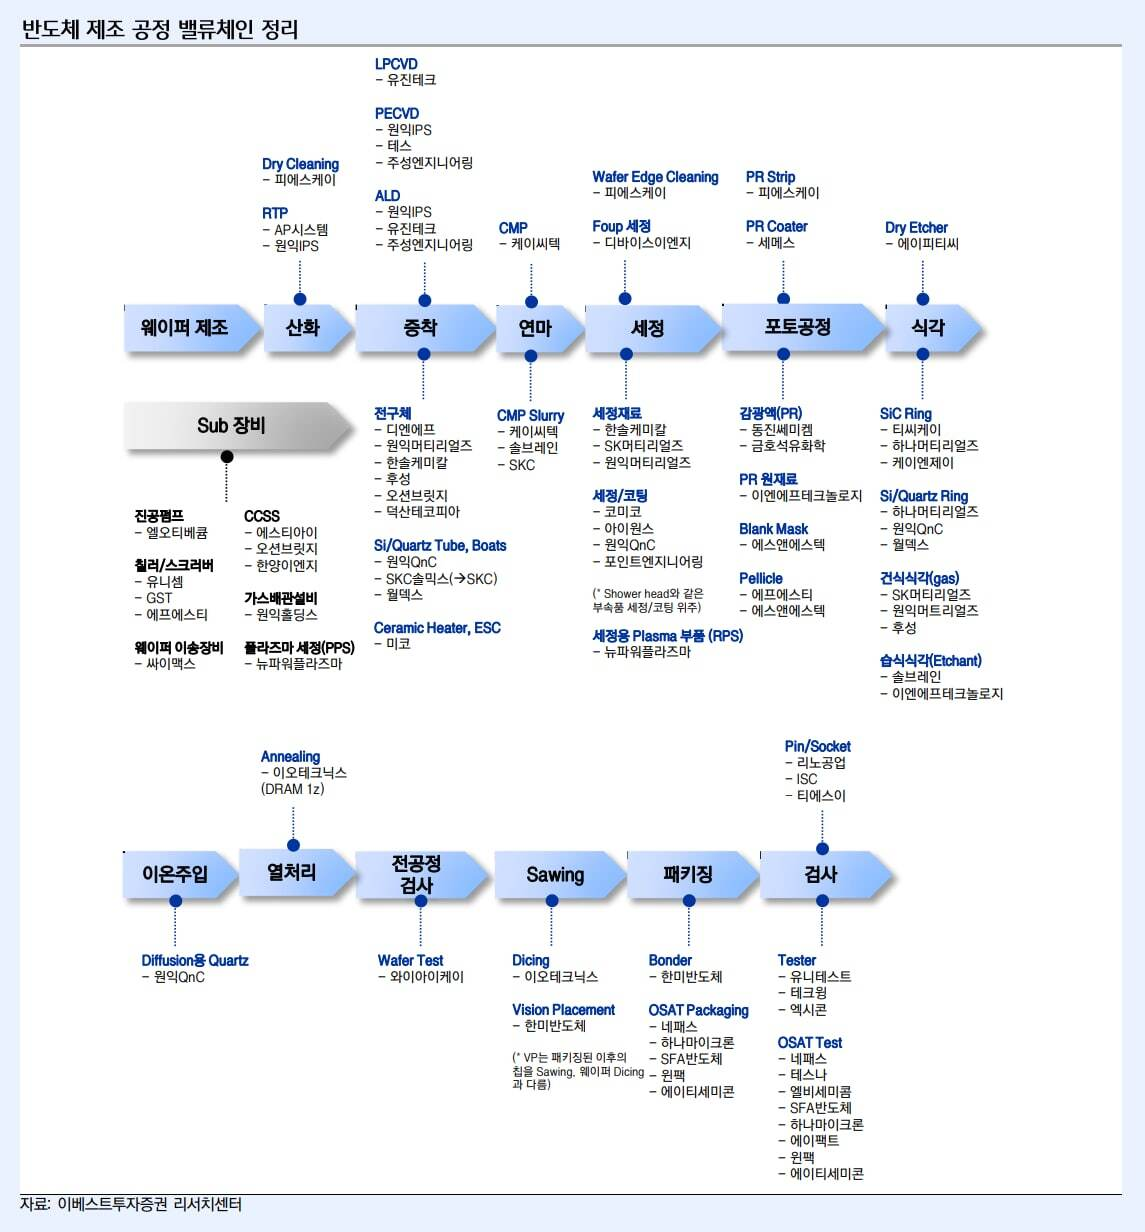 반도체 제조 공정 밸류체인 정리
LPCVD
- 유진테크
PECVD
- 원익IPS
- 테스
- 주성엔지니어링
ALD
- 원익IPS
- 유진테크
- 주성엔지니어링
Dry Cleaning
- 피에스케이
RTP
- AP시스템
- 원익IPS
CMP
- 케이씨텍
Wafer Edge Cleaning
- 피에스케이
Foup 세정
- 디바이스이엔지
PR Strip
- 피에스케이
PR Coater
- 세메스
Dry Etcher
- 에이피티씨
웨이퍼 제조
산화
증착
연마
세정
포토공정
식각
Sub 장비
진공펌프
- 엘오티베큠
칠러/스크러버
- 유니셈
- GST
- 에프에스티
웨이퍼 이송장비
- 싸이맥스
CCSS
- 에스티아이
- 오션브릿지
- 한양이엔지
가스배관설비
- 원익홀딩스
플라즈마 세정(PPS)
- 뉴파워플라즈마
전구체
- 디엔에프
- 원익머티리얼즈
- 한솔케미칼
- 후성
- 오션브릿지
- 덕산테코피아
Si/Quartz Tube, Boats
- 원익QnC
- SKC솔믹스(→SKC)
- 월덱스
Ceramic Heater, ESC
- 미코
CMP Slurry
- 케이씨텍
- 솔브레인
- SKC
세정재료
- 한솔케미칼
- SK머티리얼즈
- 원익머티리얼즈
세정/코팅
- 코미코
- 아이원스
- 원익QnC
- 포인트엔지니어링
(* Shower head와 같은
부속품 세정/코팅 위주)
세정용 Plasma 부품 (RPS)
- 뉴파워플라즈마
감광액(PR)
- 동진쎄미켐
- 금호석유화학
PR 원재료
- 이엔에프테크놀로지
Blank Mask
- 에스앤에스텍
Pellicle
- 에프에스티
- 에스앤에스텍
SiC Ring
- 티씨케이
- 하나머티리얼즈
- 케이엔제이
Si/Quartz Ring
- 하나머티리얼즈
- 원익QnC
- 월덱스
건식식각(gas)
- SK머티리얼즈
- 원익머트리얼즈
- 후성
습식식각(Etchant)
- 솔브레인
- 이엔에프테크놀로지
Annealing
- 이오테크닉스
(DRAM 1z)
Pin/Socket
- 리노공업
- ISC
- 티에스이
이온주입
열처리
전공정
검사
Sawing
패키징
검사
Diffusion용 Quartz
- 원익QnC
Wafer Test
- 와이아이케이
Dicing
- 이오테크닉스
Vision Placement
- 한미반도체
(* VP는 패키징된 이후의
칩을 Sawing, 웨이퍼 Dicing
과 다름)
Bonder
- 한미반도체
OSAT Packaging
- 네패스
- 하나마이크론
- SFA반도체
- 윈팩
- 에이티세미콘
Tester
- 유니테스트
- 테크윙
- 엑시콘
OSAT Test
- 네패스
- 테스나
- 엘비세미콤
- SFA반도체
- 하나마이크론
- 에이팩트
- 윈팩
- 에이티세미콘
자료: 이베스트투자증권 리서치센터